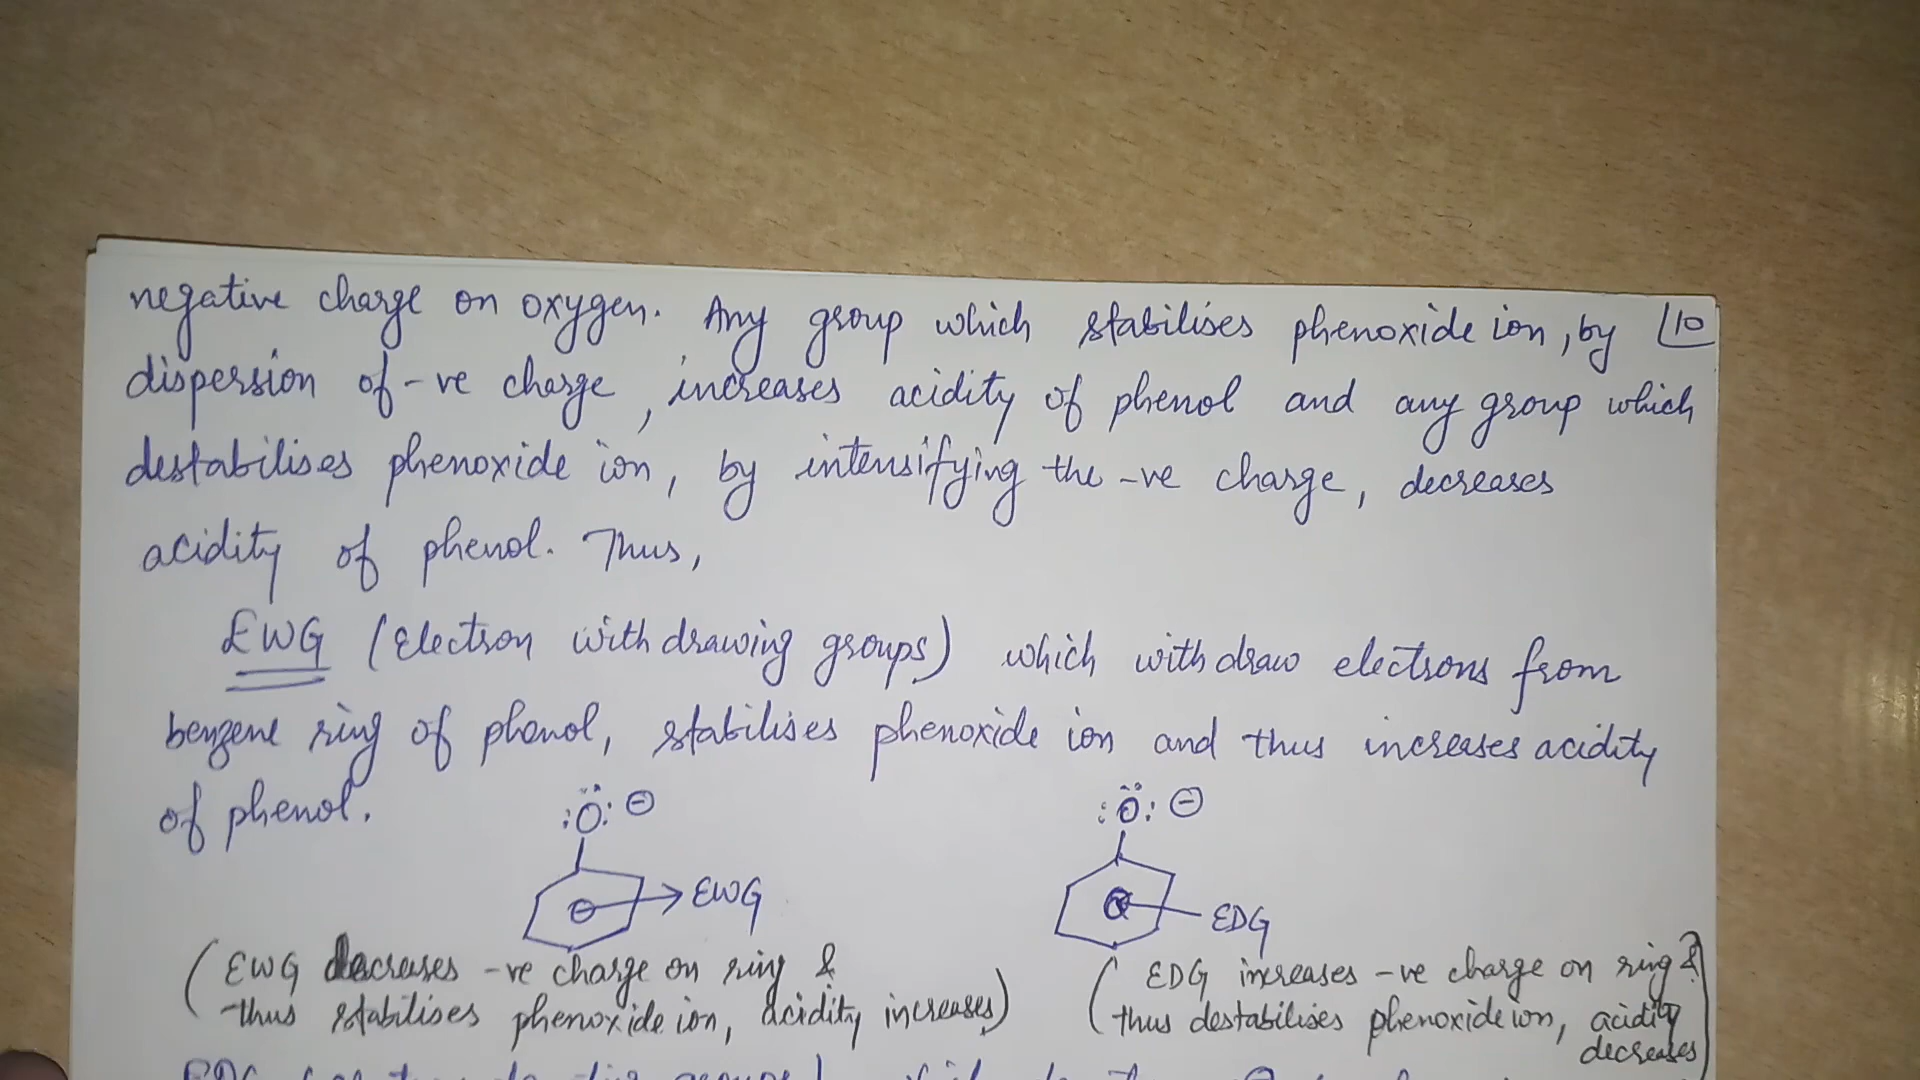 negative charge on oxygen. Any group which stabilises phenoxide ion, by 10
dispersion of -ve charge, increases acidity of phenol and any group which
destabilises phenoxide ion, by intensifying the -ve charge, decreases
acidity of phenol. Thus,
EWG (Electron withdrawing groups) which withdraw electrons from
benzene ring of phenol, stabilises phenoxide ion and thus increases acidity
of phenol.
:Ö: ⊖
:Ö: ⊖
⊖ → EWG
EDG
(EWG decreases -ve charge on ring &
thus stabilises phenoxide ion, acidity increases)
(EDG increases -ve charge on ring &
thus destabilises phenoxide ion, acidity
decreases)